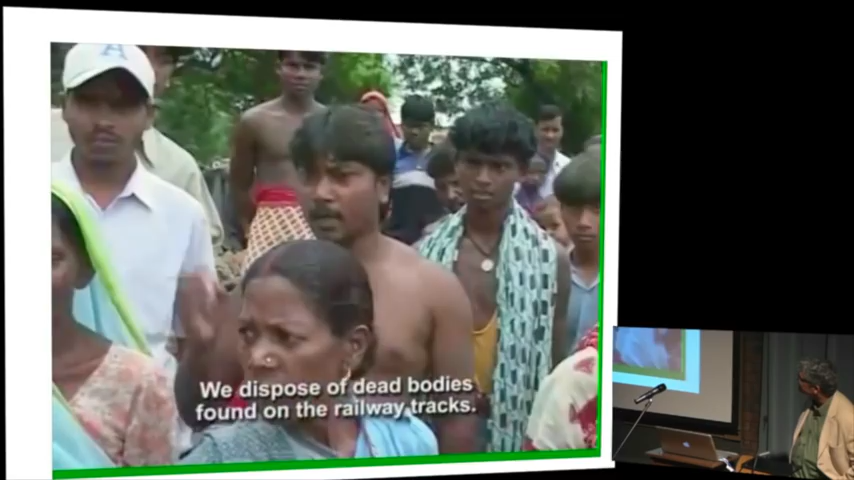 A
We dispose of dead bodies
found on the railway tracks.